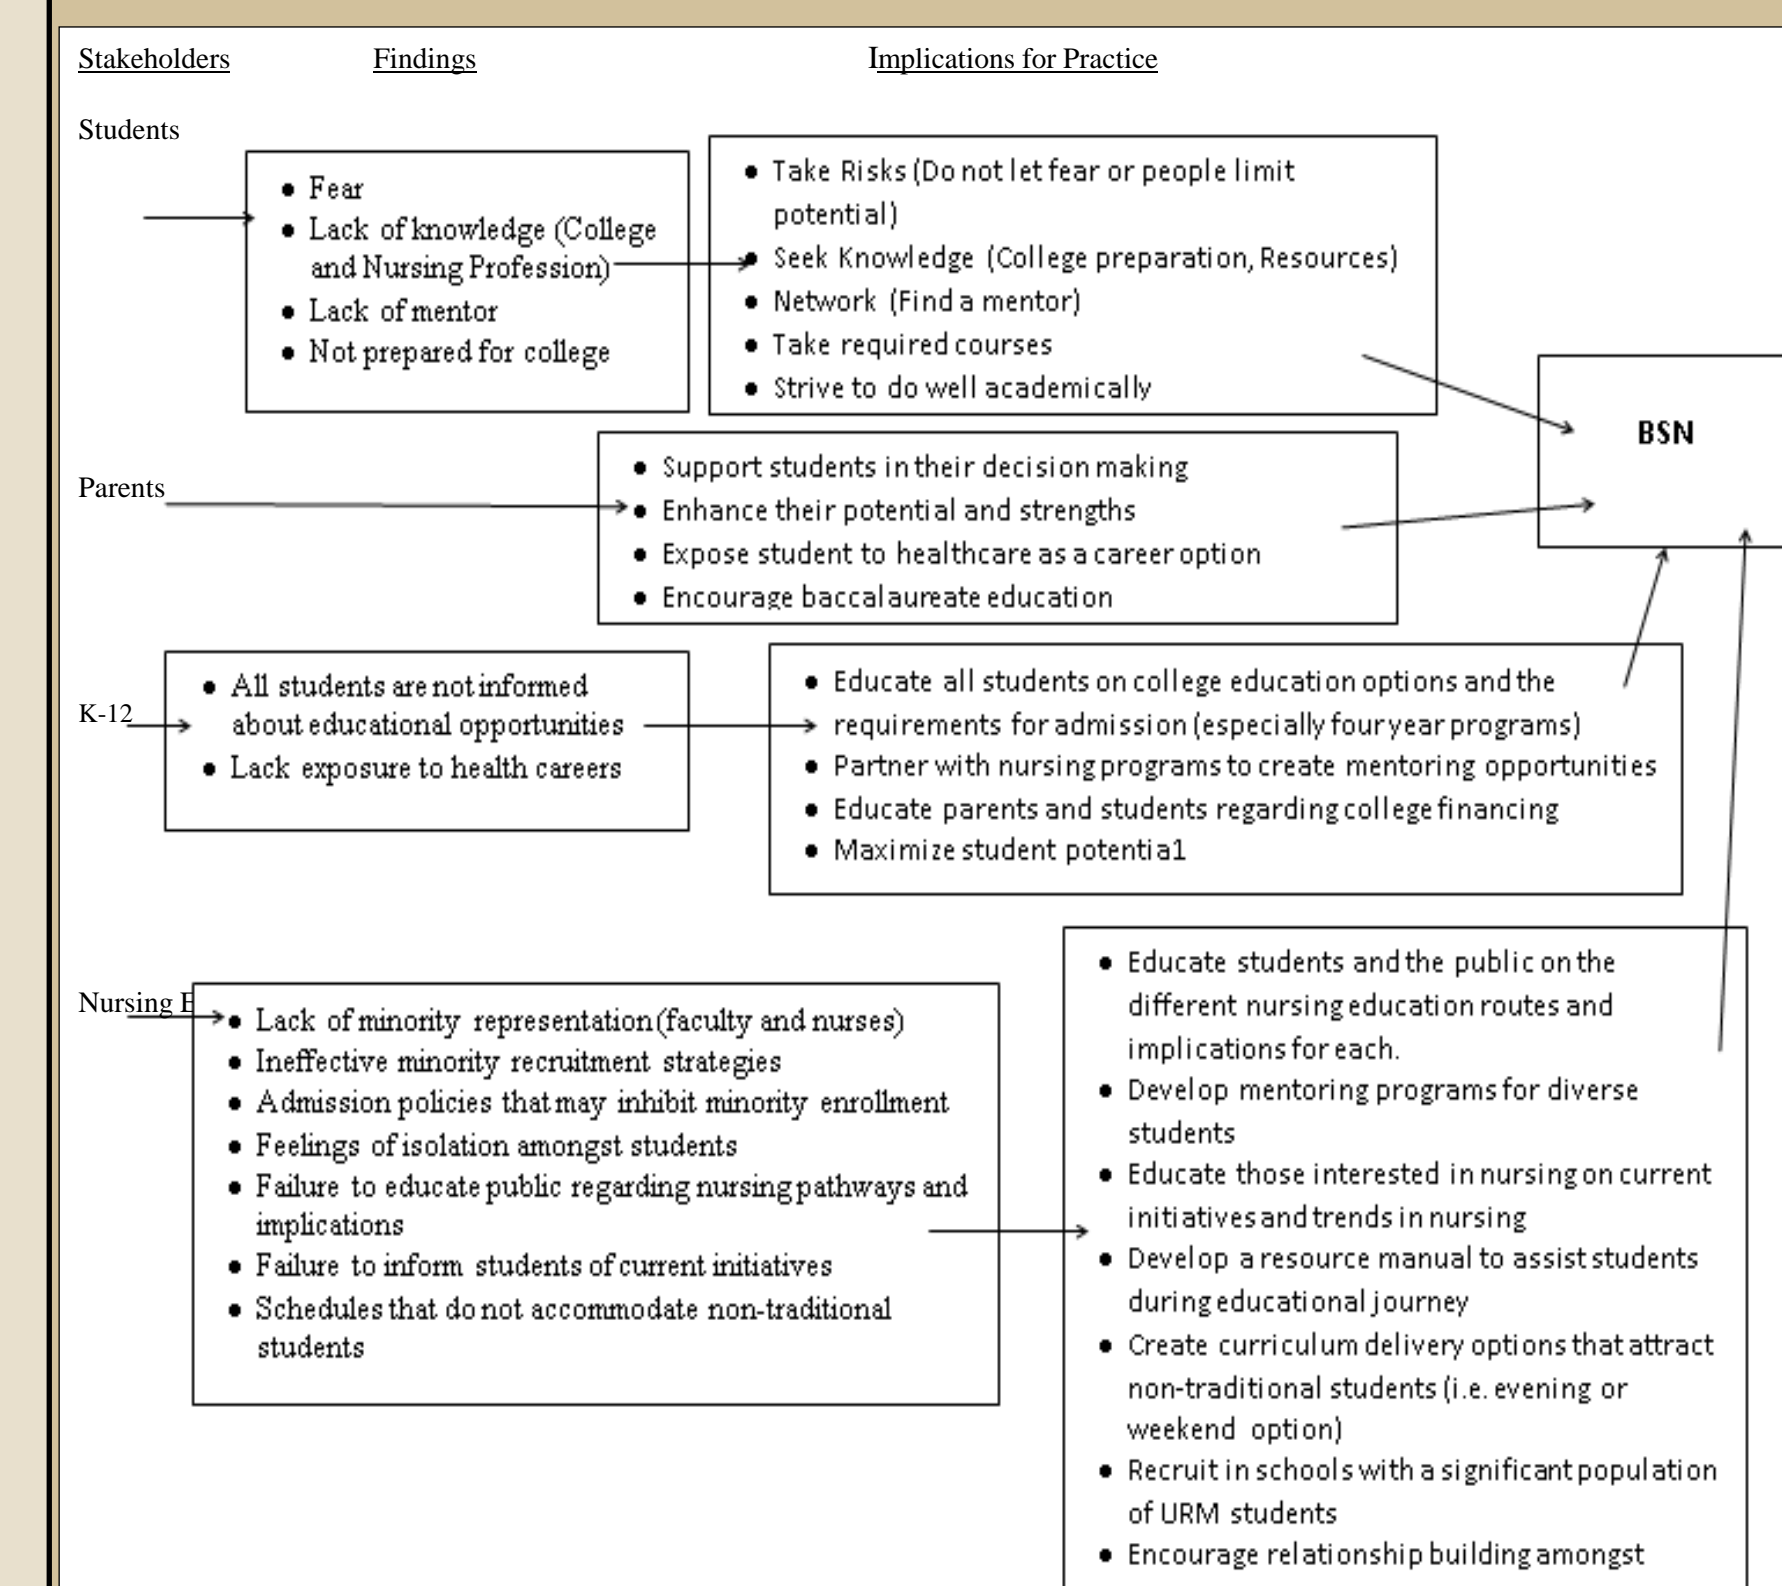 Stakeholders Findings Implications for Practice
Students
● Fear
● Lack of knowledge (College
and Nursing Profession)
● Lack of mentor
● Not prepared for college
● Take Risks (Do not let fear or people limit
potential)
● Seek Knowledge (College preparation, Resources)
● Network (Find a mentor)
● Take required courses
● Strive to do well academically
BSN
Parents
● Support students in their decision making
● Enhance their potential and strengths
● Expose student to healthcare as a career option
● Encourage baccalaureate education
K-12
● All students are not informed
about educational opportunities
● Lack exposure to health careers
● Educate all students on college education options and the
requirements for admission (especially four year programs)
● Partner with nursing programs to create mentoring opportunities
● Educate parents and students regarding college financing
● Maximize student potential
Nursing E
● Lack of minority representation (faculty and nurses)
● Ineffective minority recruitment strategies
● Admission policies that may inhibit minority enrollment
● Feelings of isolation amongst students
● Failure to educate public regarding nursing pathways and
implications
● Failure to inform students of current initiatives
● Schedules that do not accommodate non-traditional
students
● Educate students and the public on the
different nursing education routes and
implications for each.
● Develop mentoring programs for diverse
students
● Educate those interested in nursing on current
initiatives and trends in nursing
● Develop a resource manual to assist students
during educational journey
● Create curriculum delivery options that attract
non-traditional students (i.e. evening or
weekend option)
● Recruit in schools with a significant population
of URM students
● Encourage relationship building amongst